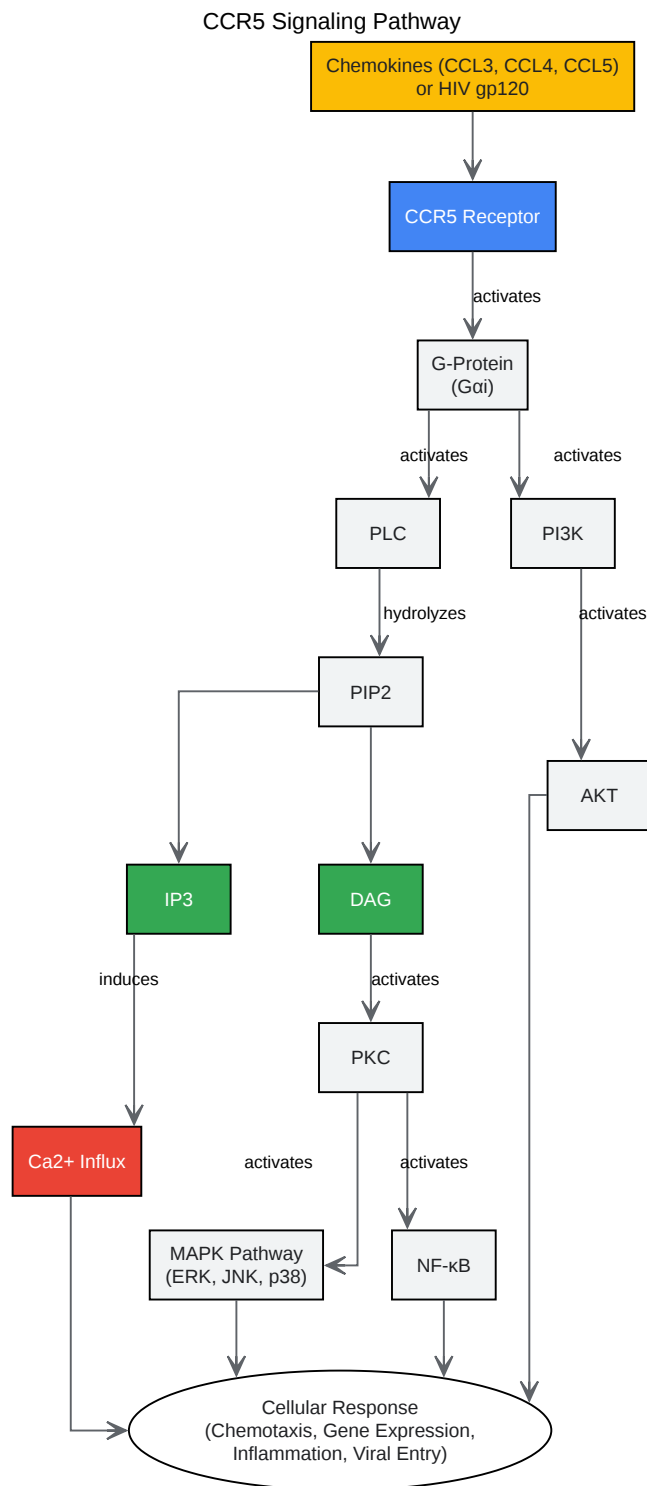 CCR5 Signaling Pathway
Chemokines (CCL3, CCL4, CCL5)
or HIV gp120
CCR5 Receptor
activates
G-Protein
(Gαi)
activates
activates
PLC
PI3K
hydrolyzes
activates
PIP2
AKT
IP3
DAG
induces
activates
PKC
Ca2+ Influx
activates
activates
MAPK Pathway
(ERK, JNK, p38)
NF-κB
Cellular Response
(Chemotaxis, Gene Expression,
Inflammation, Viral Entry)